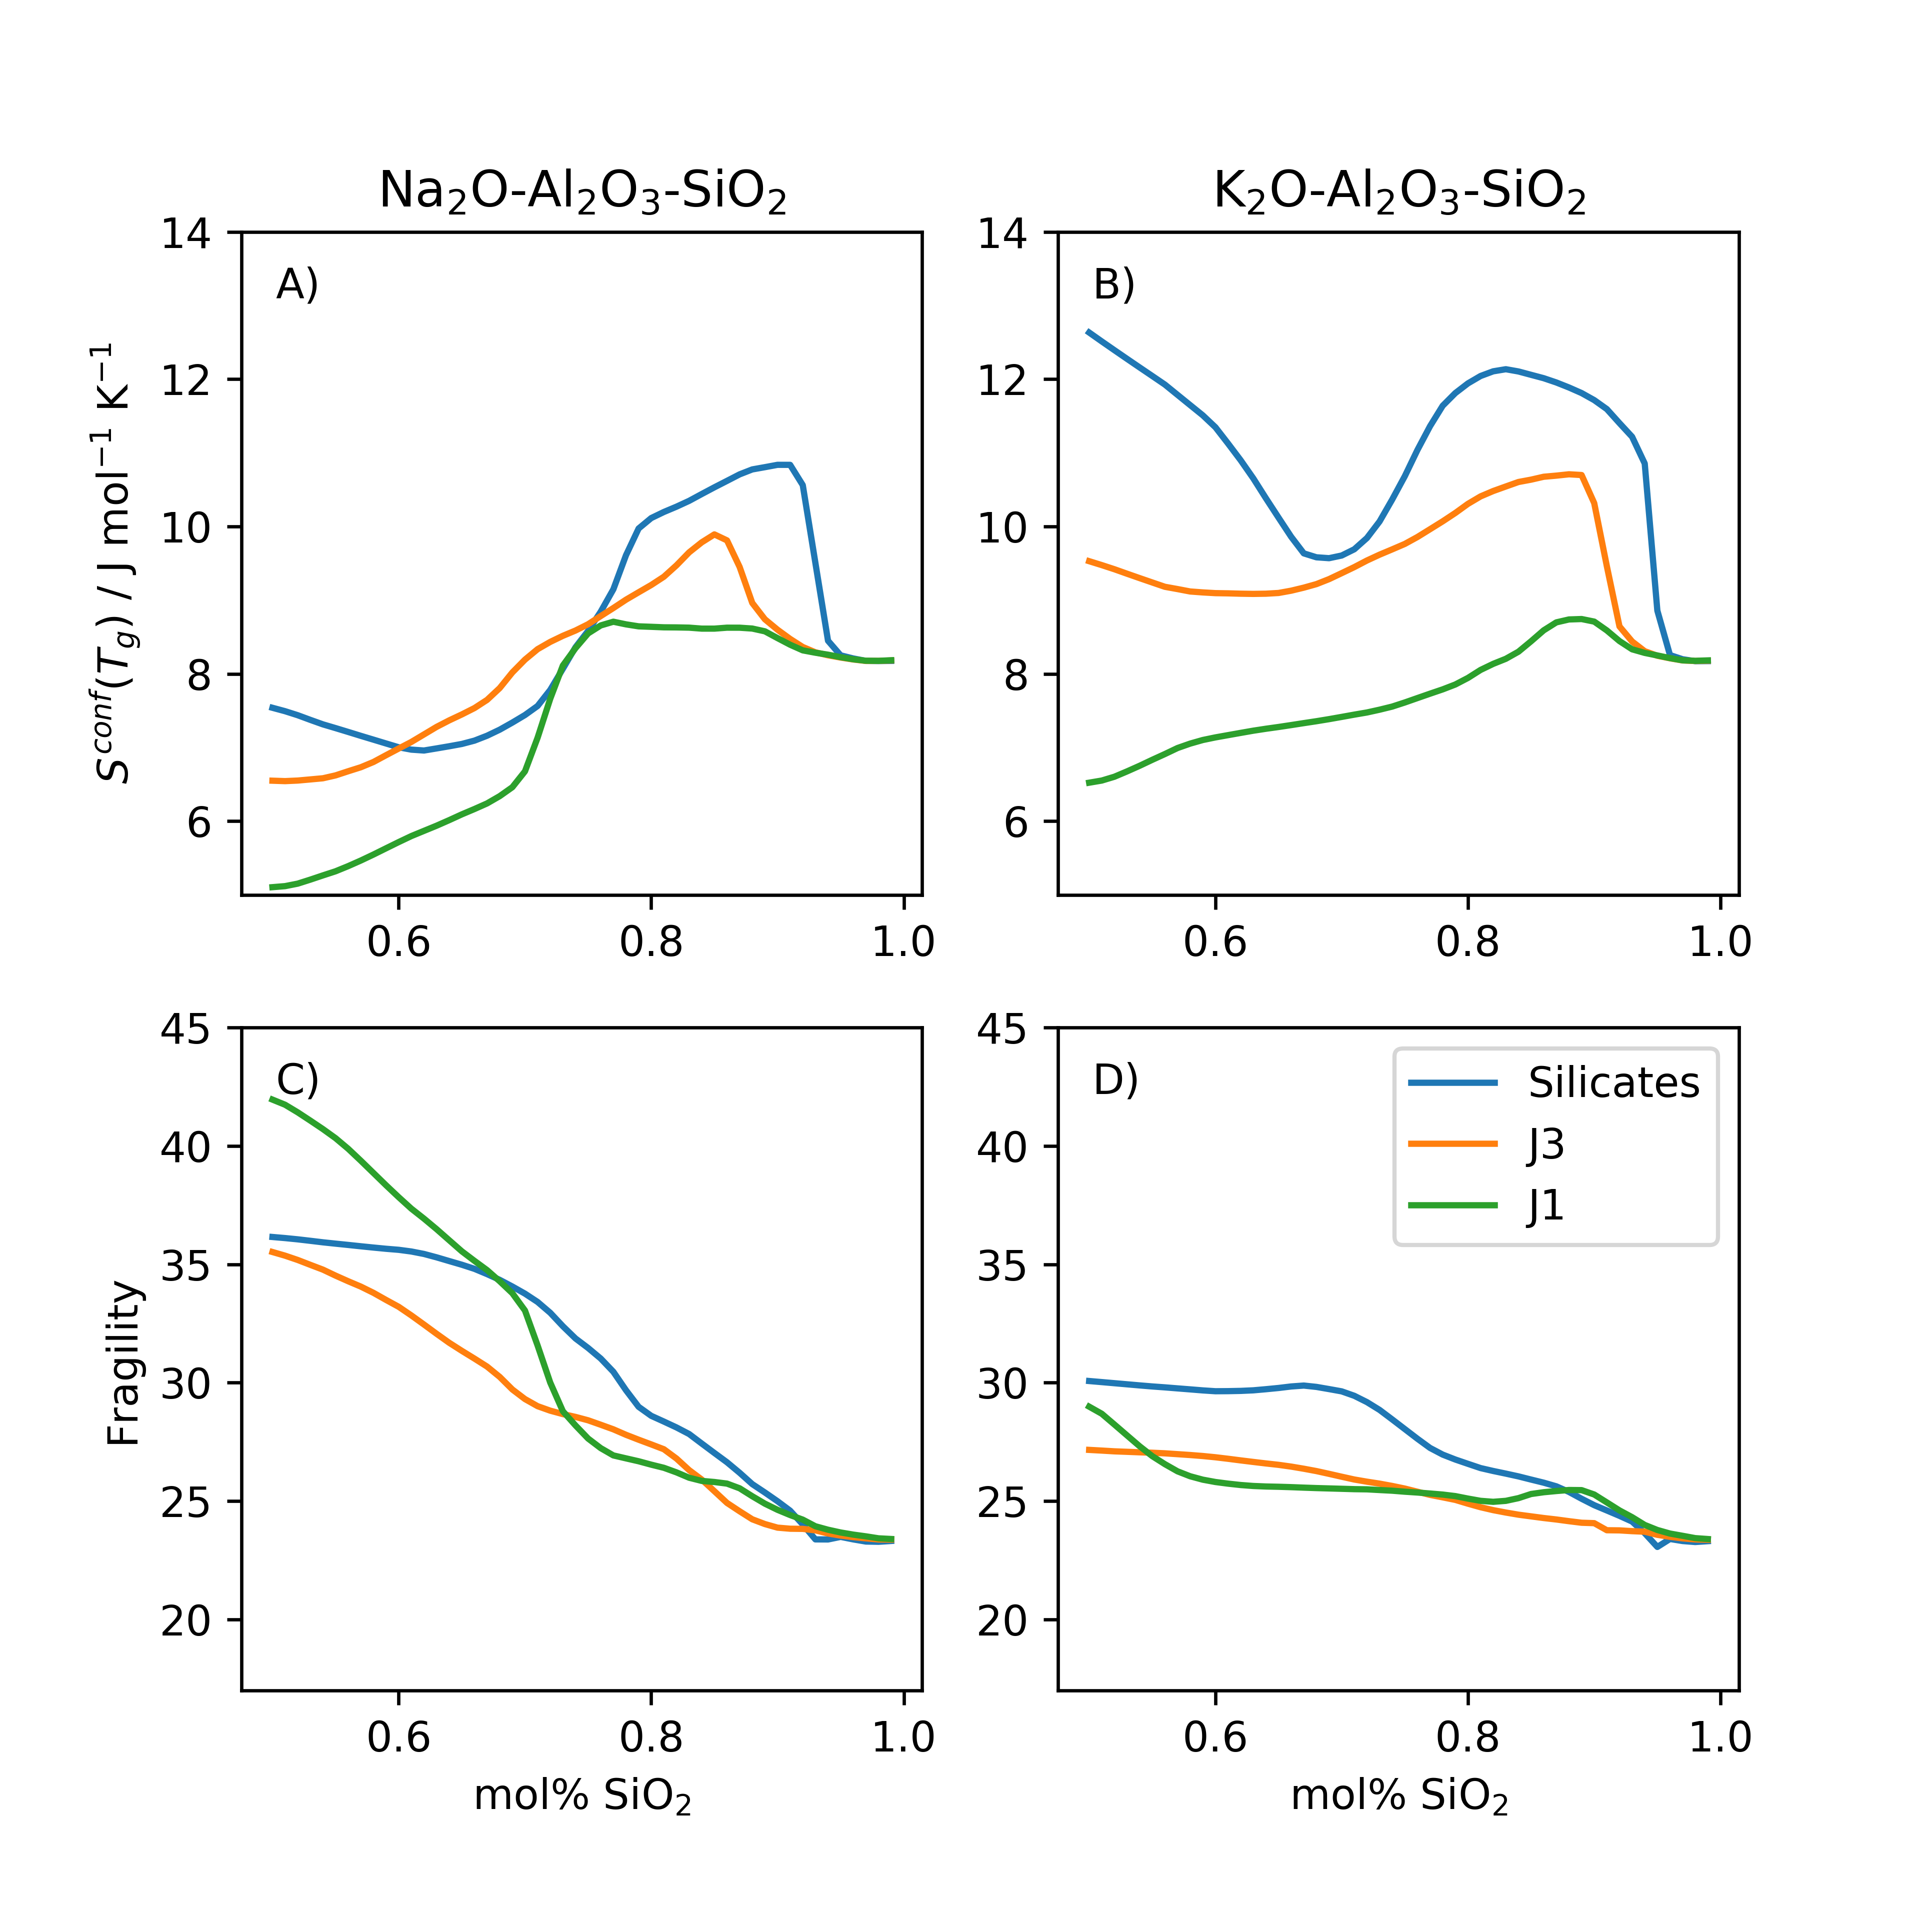 Na₂O-Al₂O₃-SiO₂
K₂O-Al₂O₃-SiO₂
A)
14
12
10
8
6
0.6 0.8 1.0
S^conf(T_g) / J mol⁻¹ K⁻¹
B)
14
12
10
8
6
0.6 0.8 1.0
C)
45
40
35
30
25
20
0.6 0.8 1.0
Fragility
mol% SiO₂
D)
45
40
35
30
25
20
0.6 0.8 1.0
mol% SiO₂
Silicates
J3
J1